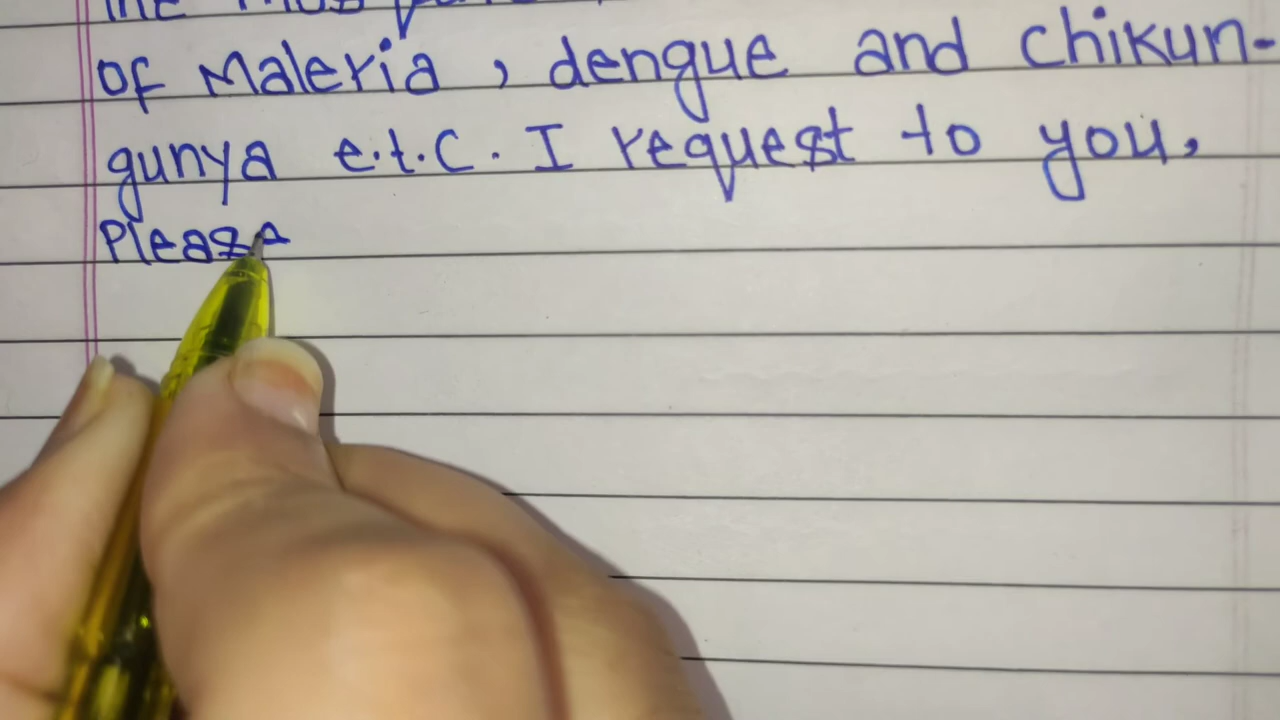 of Maleria, dengue and chikun-
gunya e.t.c. I request to you,
Please